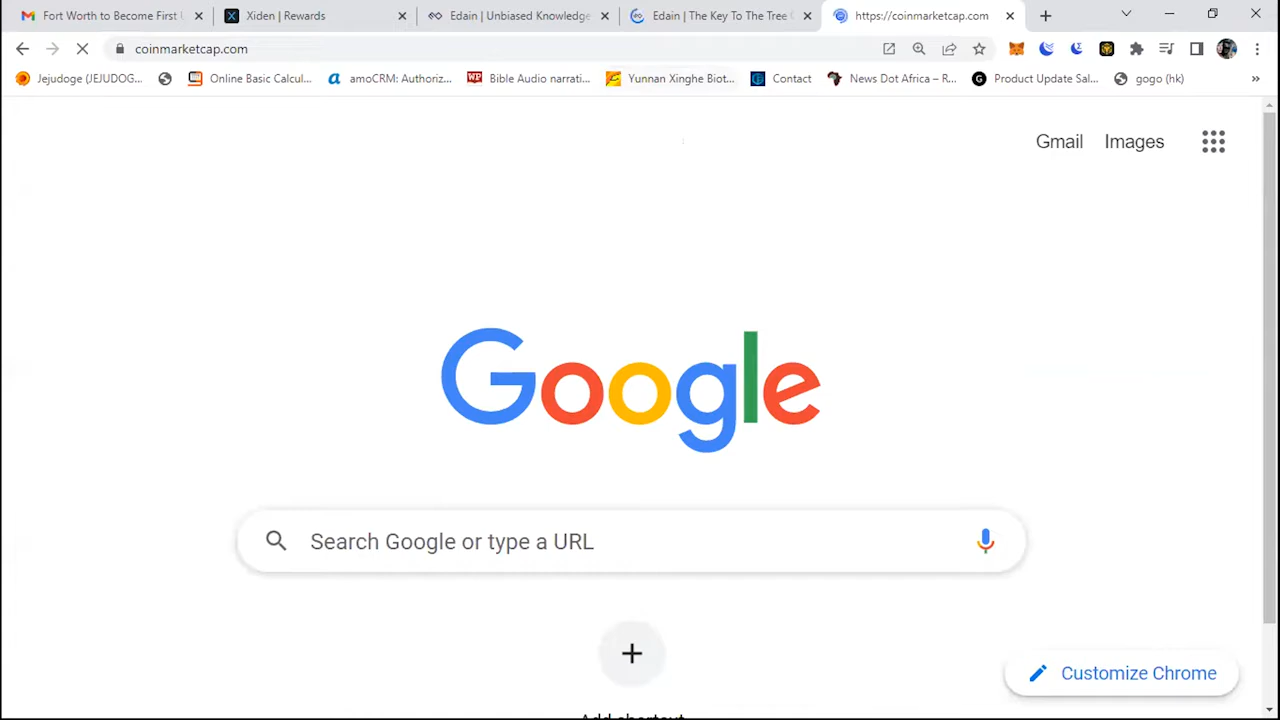 Fort Worth to Become First
Xiden | Rewards
Edain | Unbiased Knowledge
Edain | The Key To The Tree
https://coinmarketcap.com
coinmarketcap.com
Jejudoge (JEJUDOG...
Online Basic Calcul...
amoCRM: Authoriz...
Bible Audio narrati...
Yunnan Xinghe Biot...
Contact
News Dot Africa – R...
Product Update Sal...
gogo (hk)
»
Gmail
Images
Google
Search Google or type a URL
Add shortcut
Customize Chrome